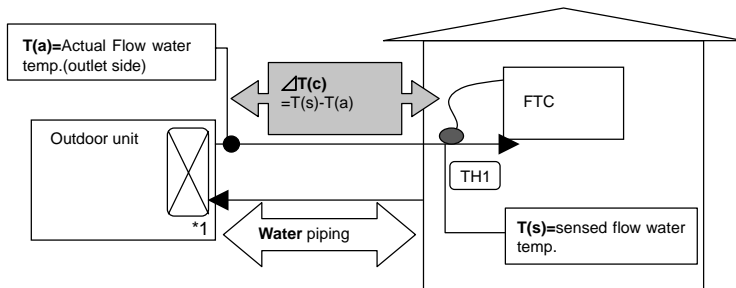 T(a)=Actual Flow water
temp.(outlet side)
⊿T(c)
=T(s)-T(a)
FTC
Outdoor unit
TH1
*1
Water piping
T(s)=sensed flow water
temp.